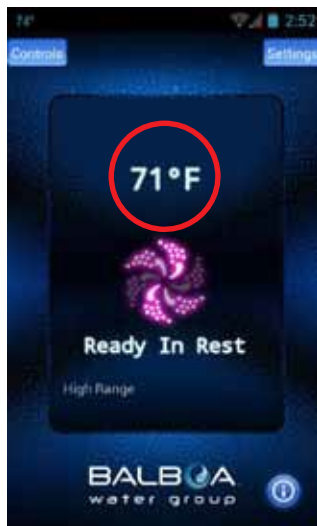 74° 2:52
Controls Settings
71°F
Ready In Rest
High Range
BALBOA
water group